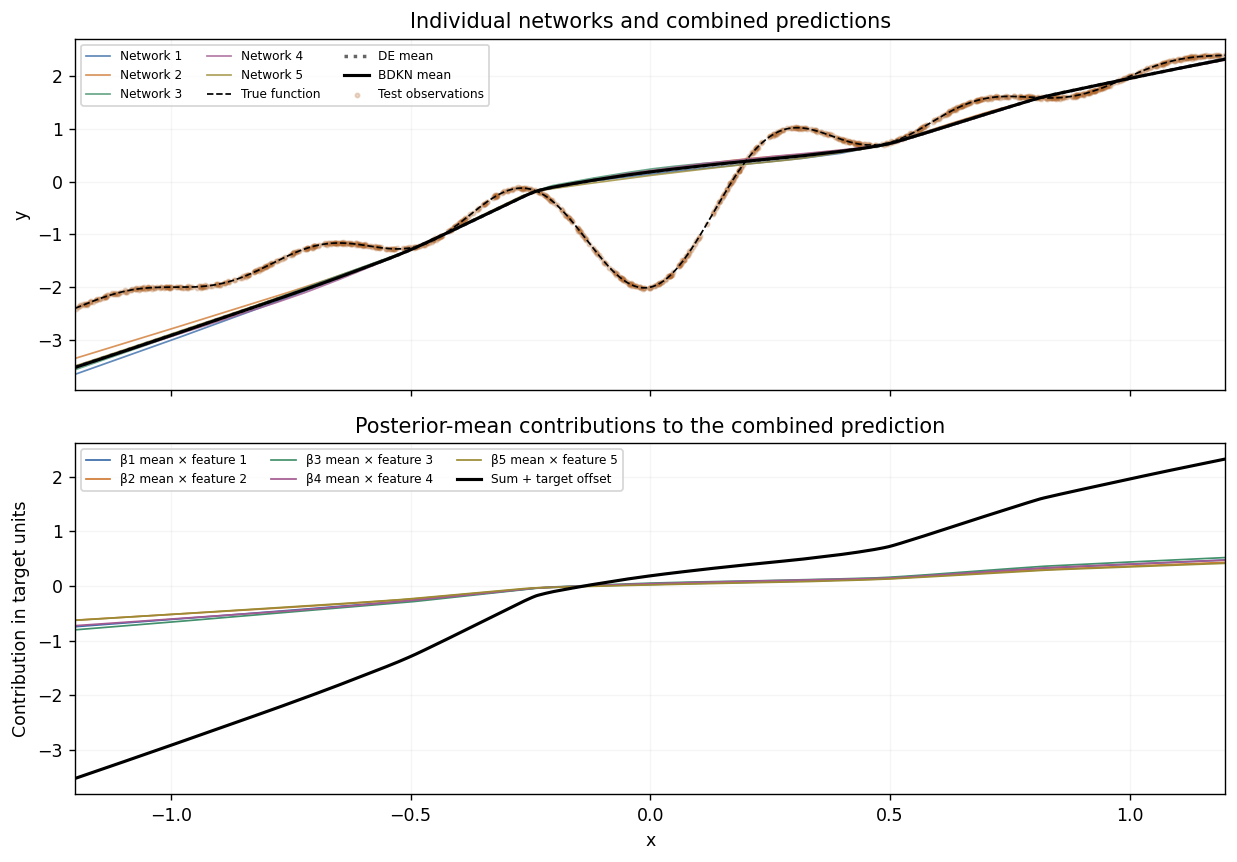 Individual networks and combined predictions
Network 1
Network 2
Network 3
Network 4
Network 5
True function
DE mean
BDKN mean
Test observations
2
1
0
−1
−2
−3
y
Posterior-mean contributions to the combined prediction
β1 mean × feature 1
β2 mean × feature 2
β3 mean × feature 3
β4 mean × feature 4
β5 mean × feature 5
Sum + target offset
2
1
0
−1
−2
−3
Contribution in target units
−1.0
−0.5
0.0
0.5
1.0
x